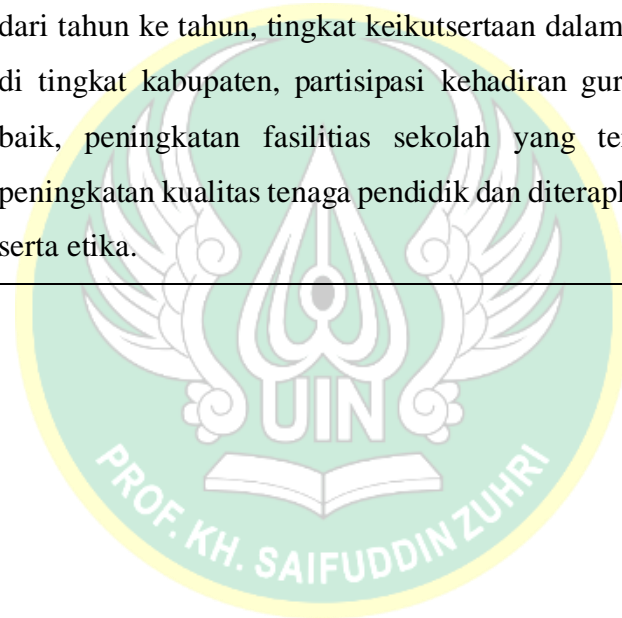 dari tahun ke tahun, tingkat keikutsertaan dalam
di tingkat kabupaten, partisipasi kehadiran gur
baik, peningkatan fasilitias sekolah yang te
peningkatan kualitas tenaga pendidik dan diterapk
serta etika.
UIN
PROF. KH. SAIFUDDIN ZUHRI